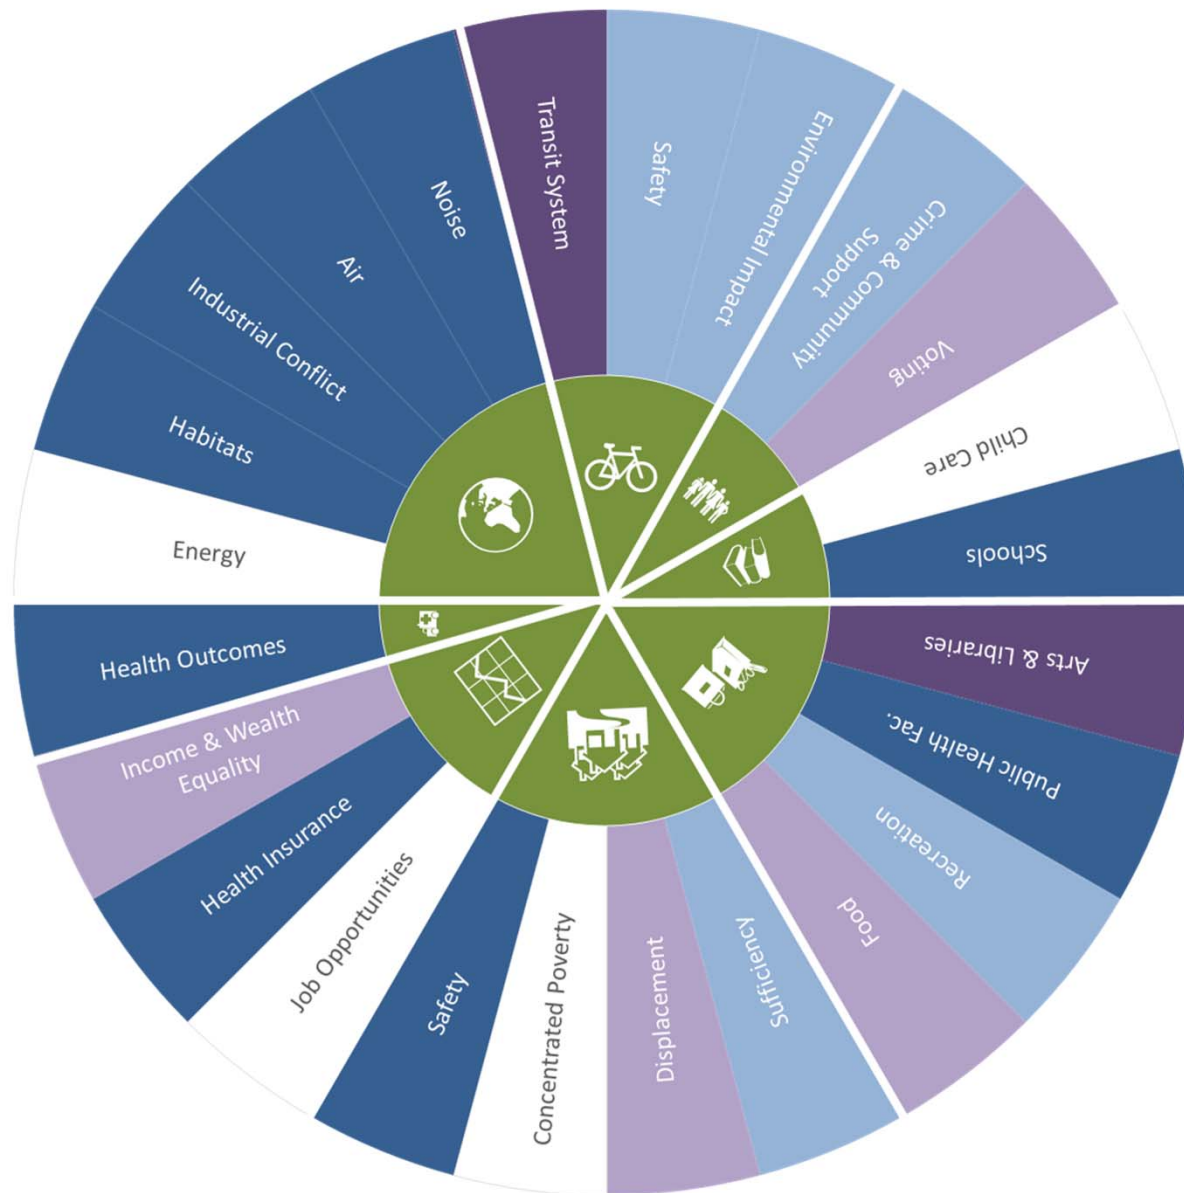 Transit System
Safety
Environmental Impact
Crime & Community
Support
Voting
Child Care
Schools
Arts & Libraries
Public Health Fac.
Recreation
Food
Sufficiency
Displacement
Concentrated Poverty
Safety
Job Opportunities
Health Insurance
Income & Wealth
Equality
Health Outcomes
Energy
Habitats
Industrial Conflict
Air
Noise